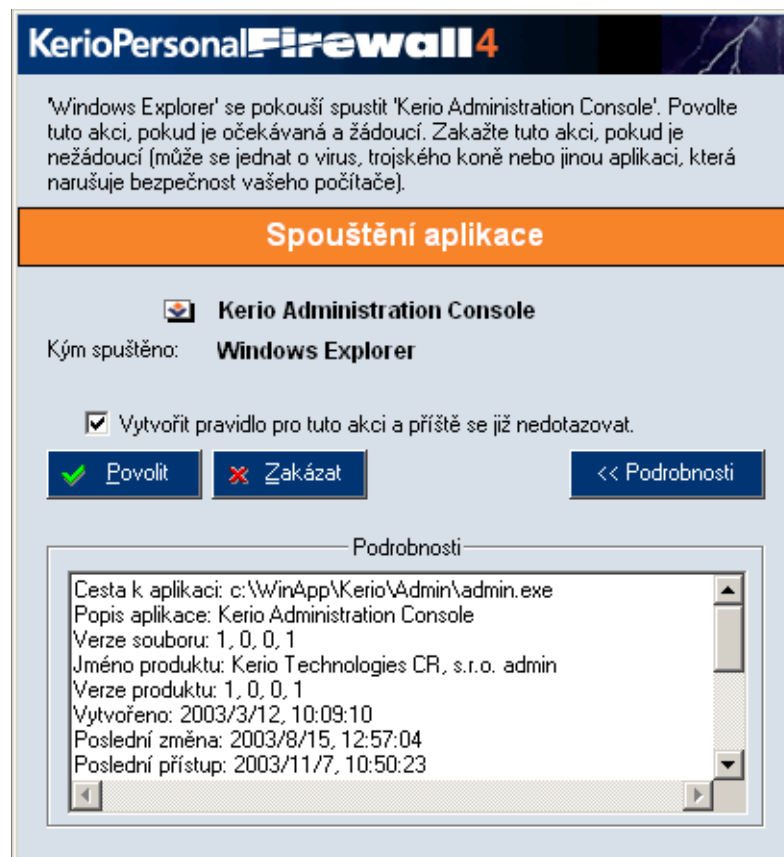 KerioPersonalFirewall4
'Windows Explorer' se pokouší spustit 'Kerio Administration Console'. Povolte
tuto akci, pokud je očekávaná a žádoucí. Zakažte tuto akci, pokud je
nežádoucí (může se jednat o virus, trojského koně nebo jinou aplikaci, která
narušuje bezpečnost vašeho počítače).
Spouštění aplikace
Kerio Administration Console
Kým spuštěno: Windows Explorer
Vytvořit pravidlo pro tuto akci a příště se již nedotazovat.
Povolit Zakázat << Podrobnosti
Podrobnosti
Cesta k aplikaci: c:\WinApp\Kerio\Admin\admin.exe
Popis aplikace: Kerio Administration Console
Verze souboru: 1, 0, 0, 1
Jméno produktu: Kerio Technologies CR, s.r.o. admin
Verze produktu: 1, 0, 0, 1
Vytvořeno: 2003/3/12, 10:09:10
Poslední změna: 2003/8/15, 12:57:04
Poslední přístup: 2003/11/7, 10:50:23